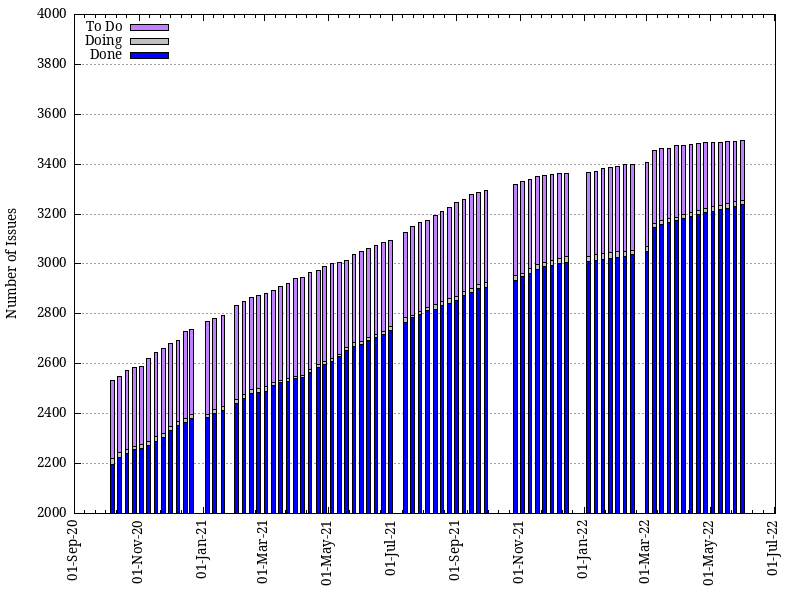 4000
3800
3600
3400
3200
3000
2800
2600
2400
2200
2000
Number of Issues
To Do
Doing
Done
01-Sep-20
01-Nov-20
01-Jan-21
01-Mar-21
01-May-21
01-Jul-21
01-Sep-21
01-Nov-21
01-Jan-22
01-Mar-22
01-May-22
01-Jul-22